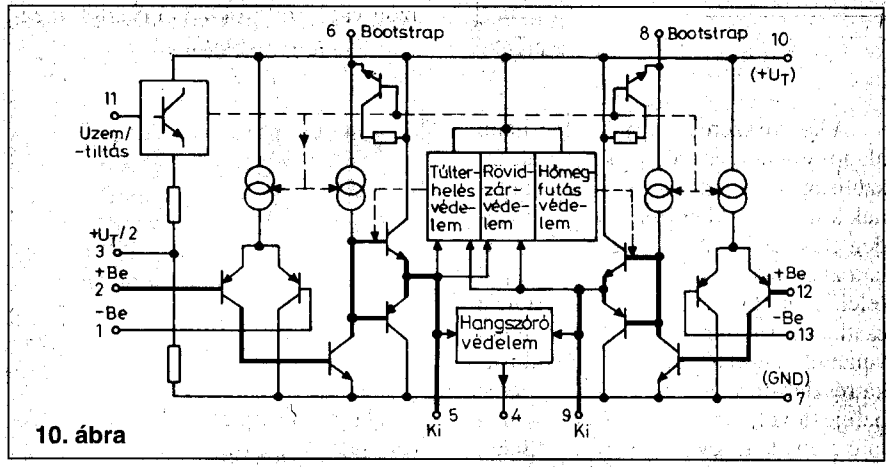 6 Bootstrap
8 Bootstrap
10
(+U_T)
11
Üzem/
-tiltás
Túlter-
helés
véde-
lem
Rövid-
zár-
véde-
lem
Hőmeg-
futás
védelem
+U_T/2
3
+Be
2
-Be
1
+Be
12
-Be
13
Hangszóró
védelem
(GND)
7
5
Ki
4
9
Ki
10. ábra